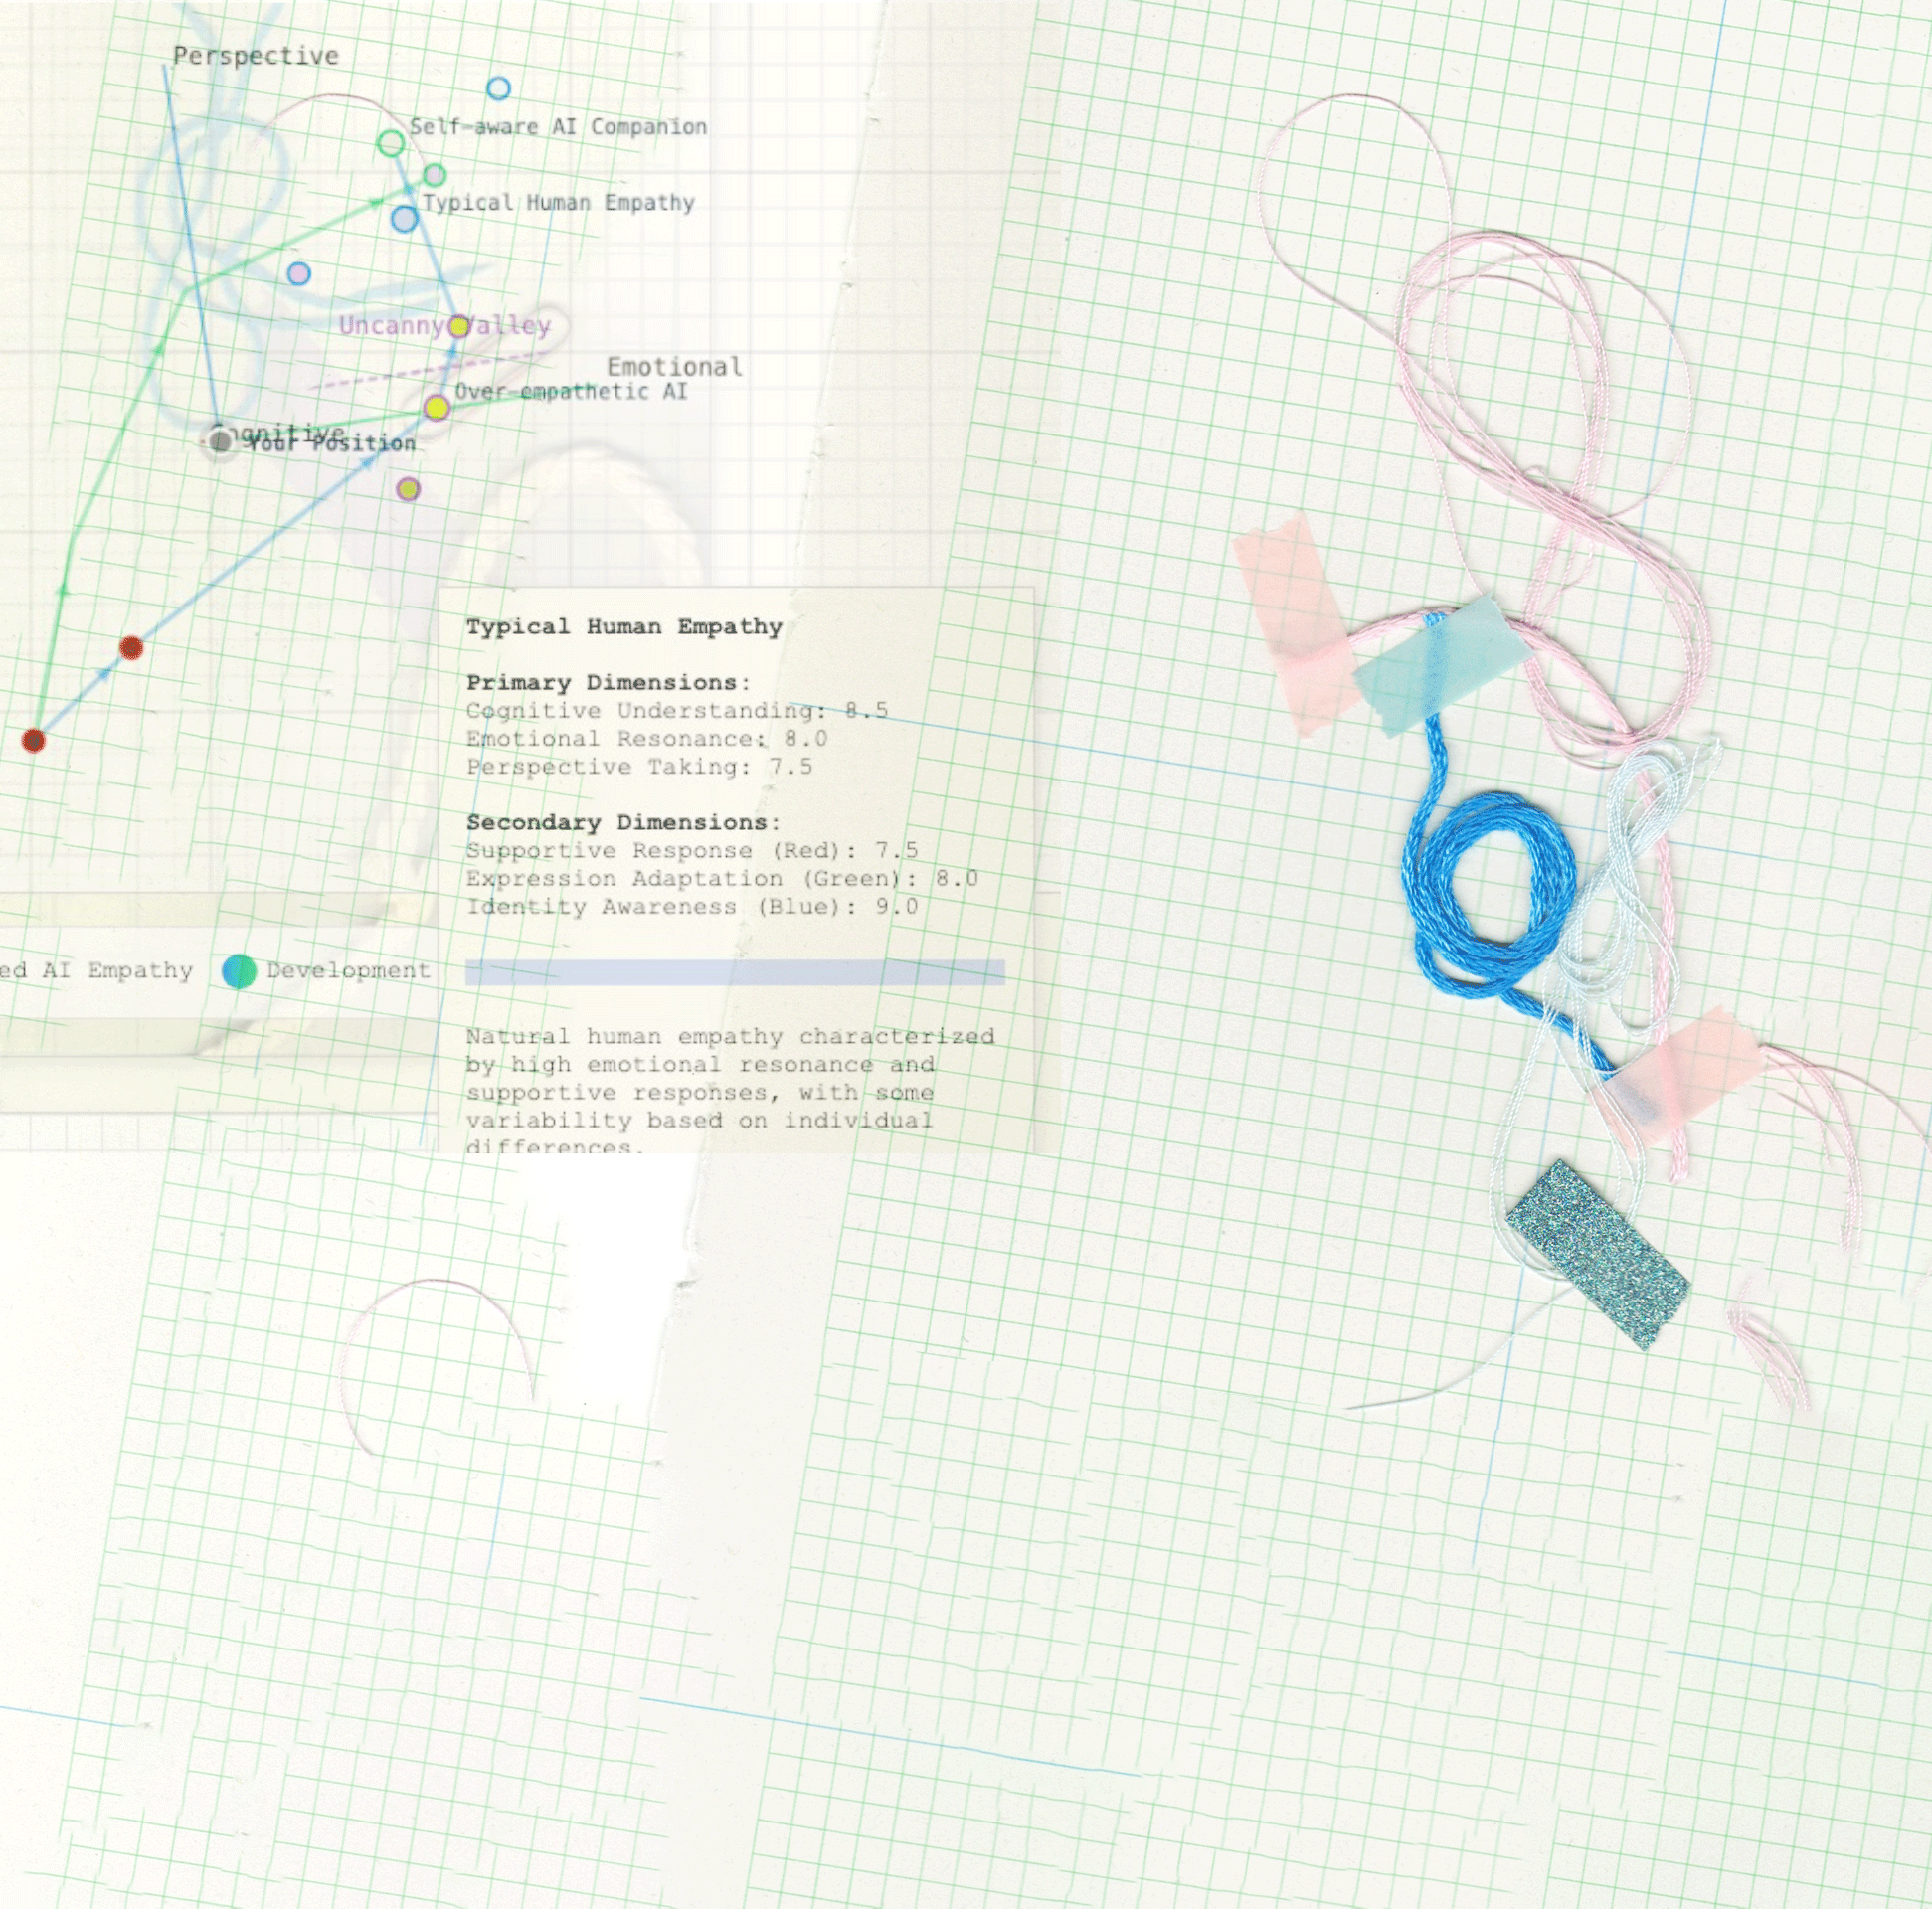 Perspective
Self-aware AI Companion
Typical Human Empathy
Uncanny Valley
Emotional
Over-empathetic AI
Cognitive
Your Position
Typical Human Empathy
Primary Dimensions:
Cognitive Understanding: 8.5
Emotional Resonance: 8.0
Perspective Taking: 7.5
Secondary Dimensions:
Supportive Response (Red): 7.5
Expression Adaptation (Green): 8.0
Identity Awareness (Blue): 9.0
ed AI Empathy
Development
Natural human empathy characterized
by high emotional resonance and
supportive responses, with some
variability based on individual
differences.